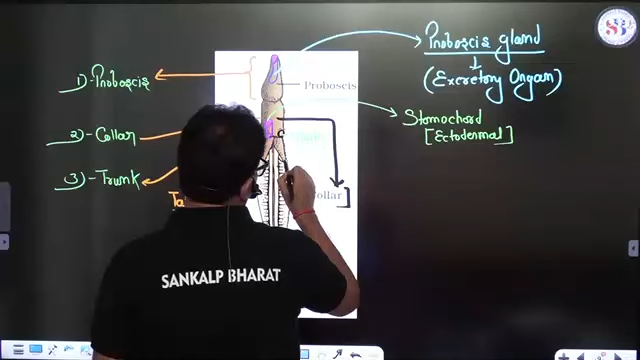 Proboscis gland
(Excretory Organ)
1) - Proboscis
Proboscis
Stomochord
[Ectodermal]
2) - Collar
3) - Trunk
Collar
SANKALP BHARAT